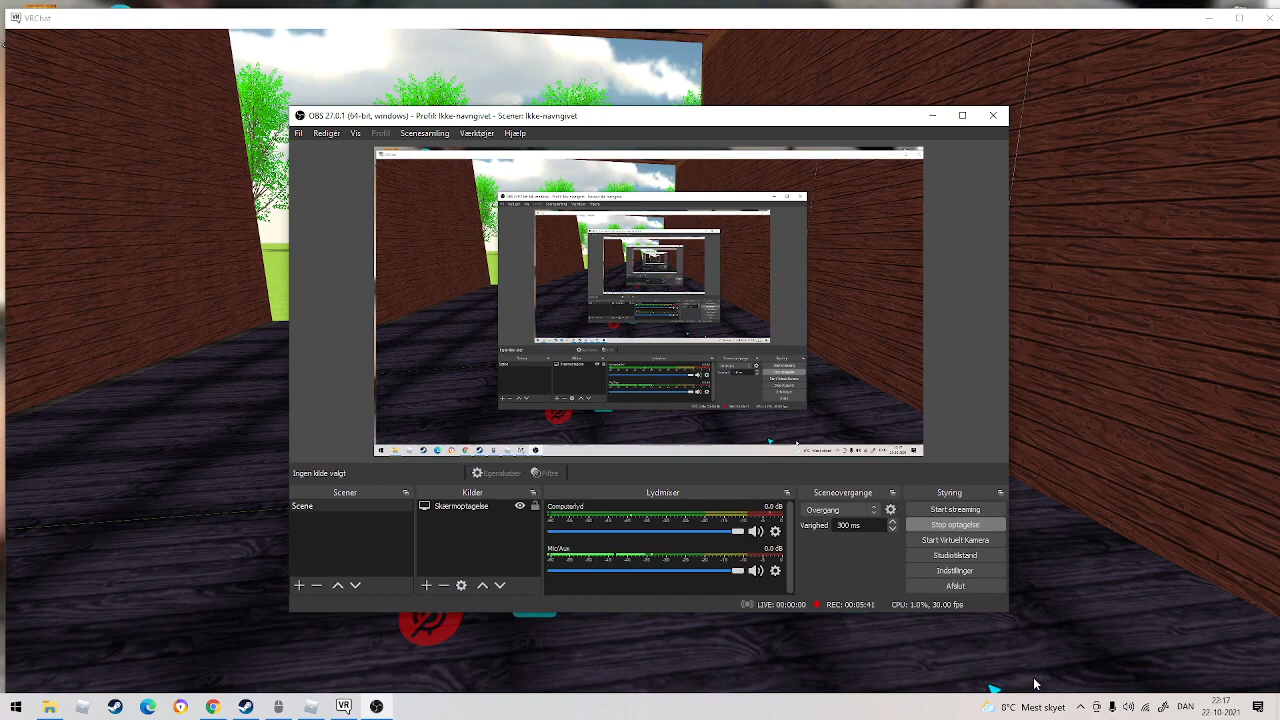 VRChat
OBS 27.0.1 (64-bit, windows) - Profil: Ikke-navngivet - Scener: Ikke-navngivet
Fil Redigér Vis Profil Scenesamling Værktøjer Hjælp
Ingen kilde valgt Egenskaber Filtre
Scener Kilder Lydmixer Sceneovergange Styring
Scene Skærmoptagelse Computerlyd 0.0 dB Overgang Start streaming
Varighed 300 ms Stop optagelse
Start Virtuelt Kamera
Mic/Aux 0.0 dB Studiotilstand
Indstillinger
Afslut
LIVE: 00:00:00 REC: 00:05:41 CPU: 1.0%, 30.00 fps
8°C Mest skyet DAN 22:17
22-10-2021